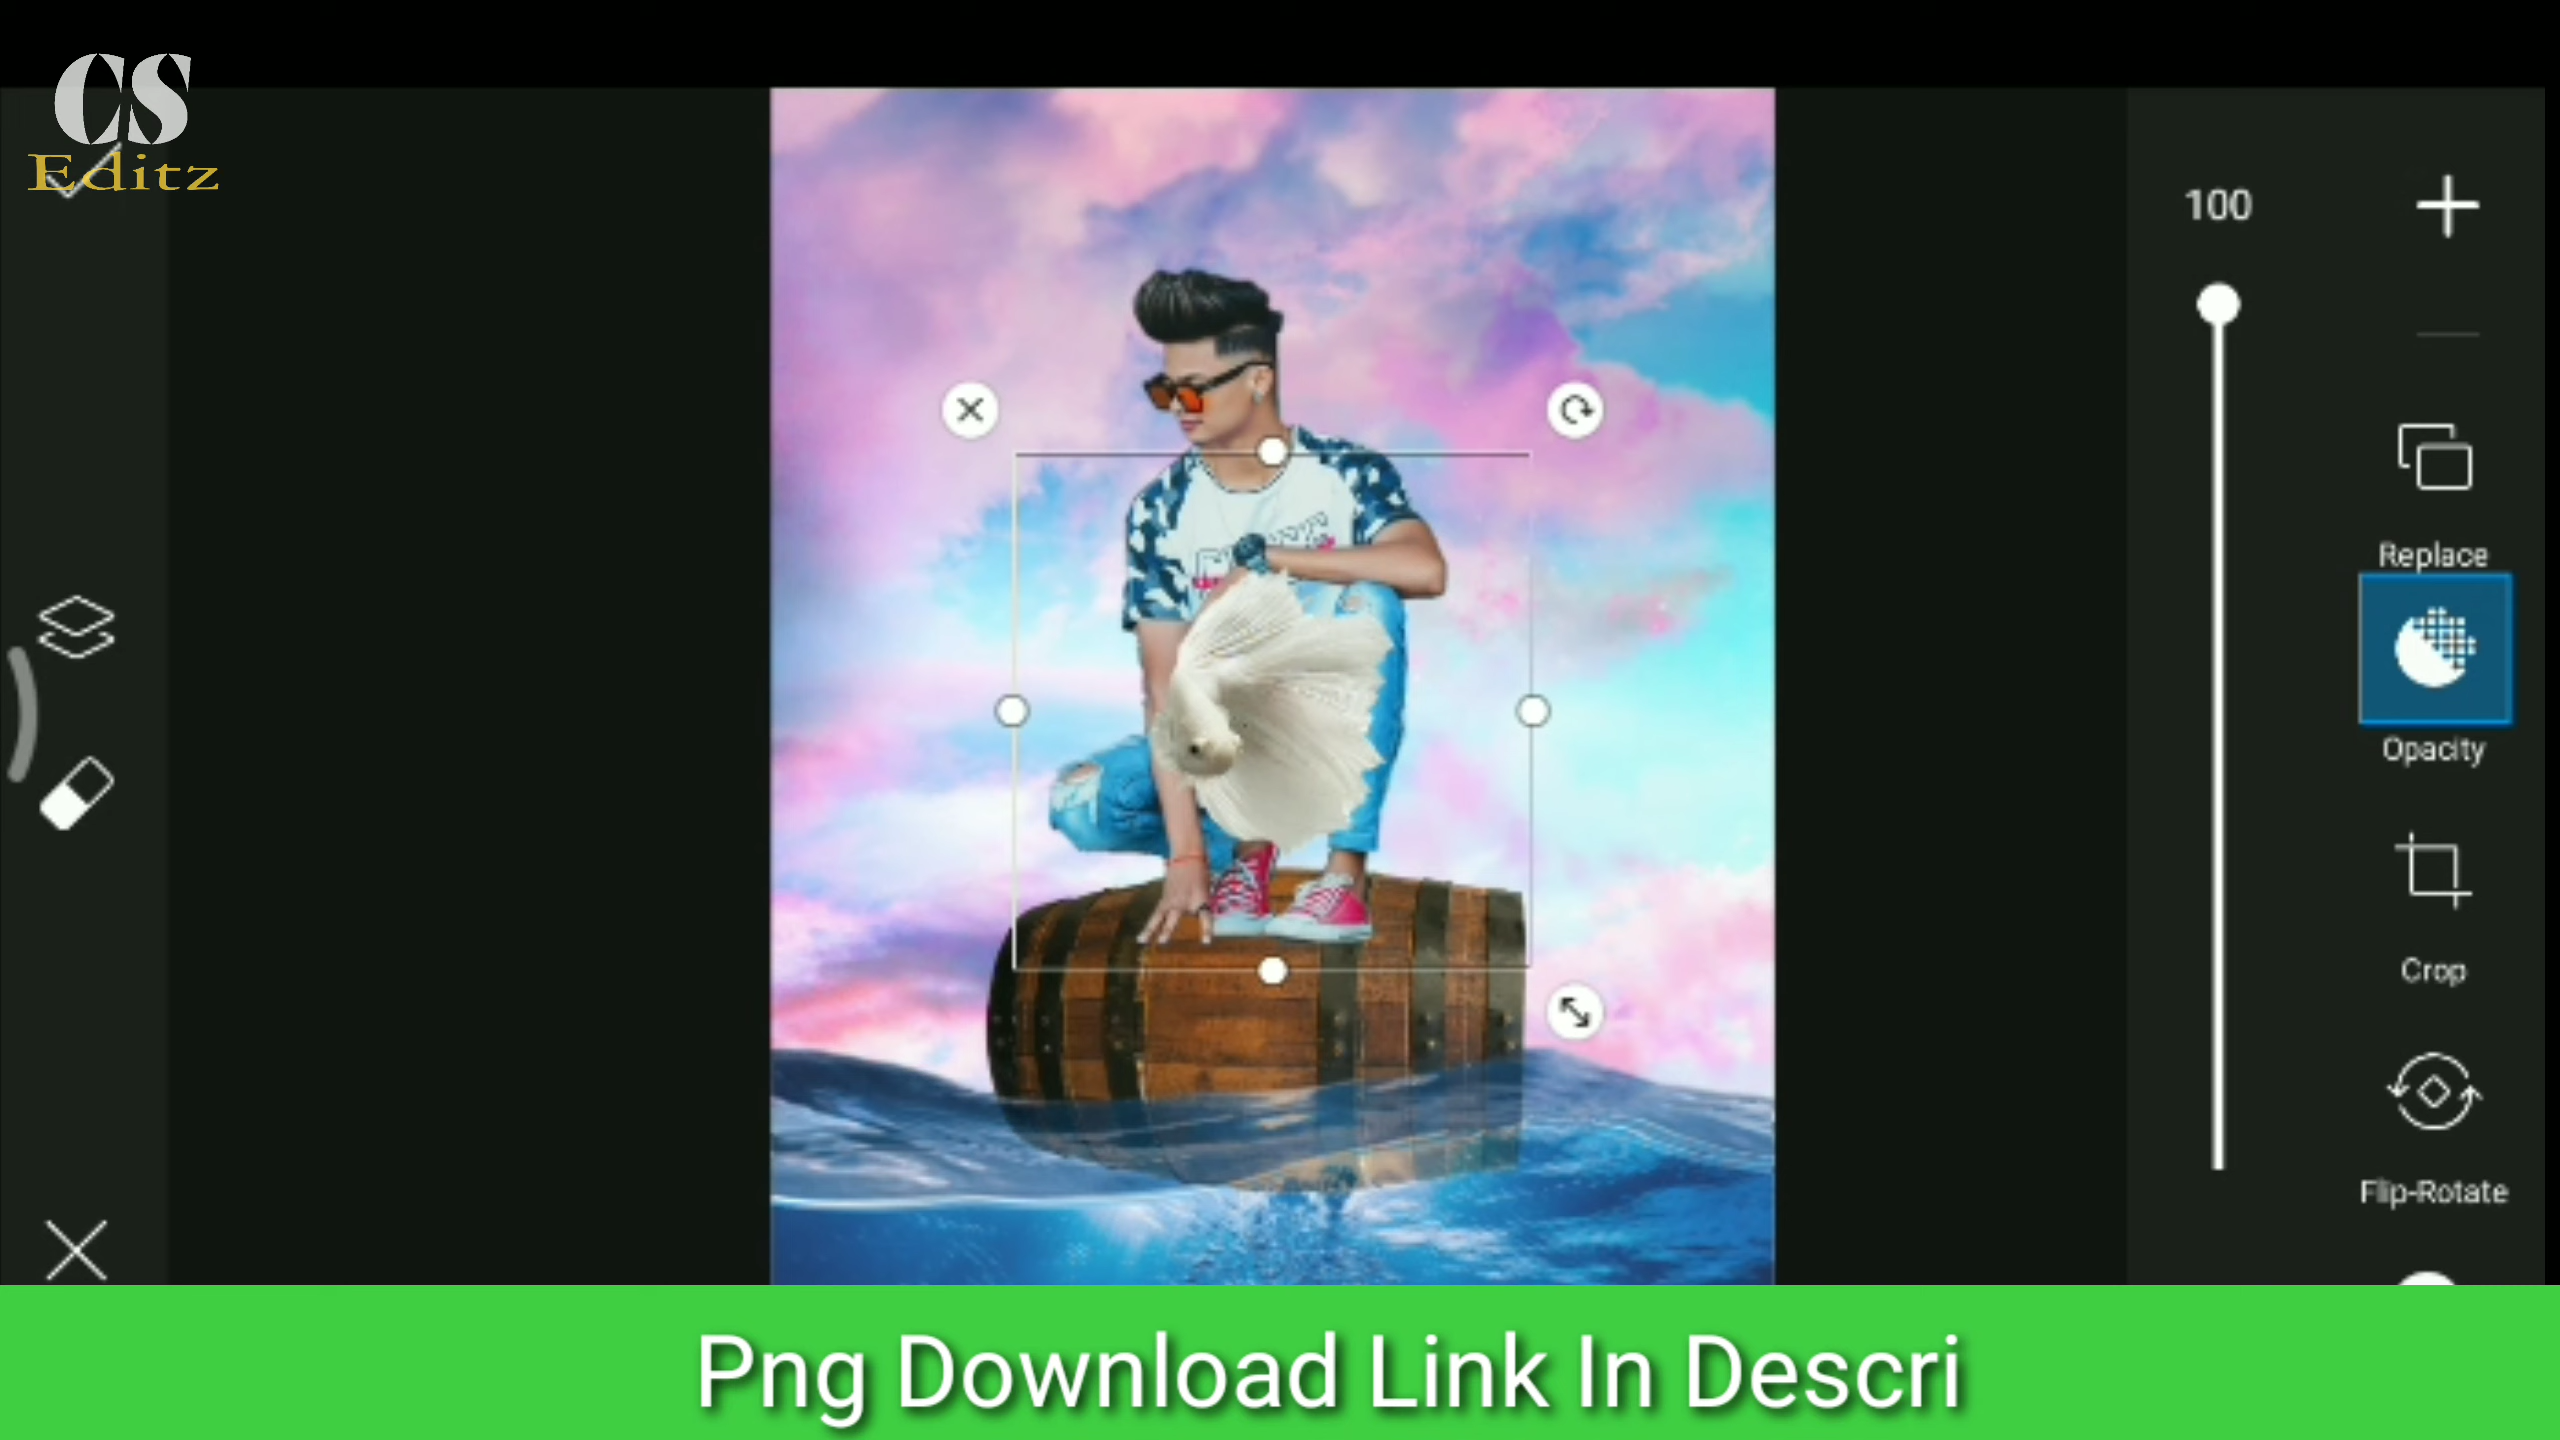 CS
Editz
100
Replace
Opacity
Crop
Flip-Rotate
Png Download Link In Descri